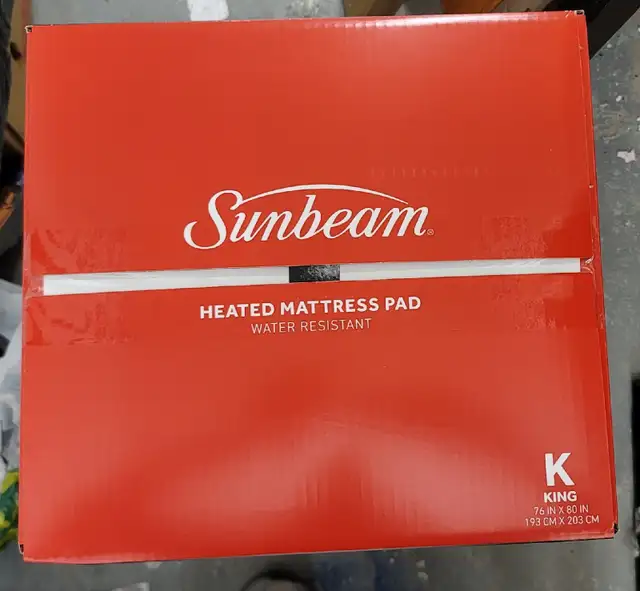 Sunbeam®
HEATED MATTRESS PAD
WATER RESISTANT
K
KING
76 IN X 80 IN
193 CM X 203 CM